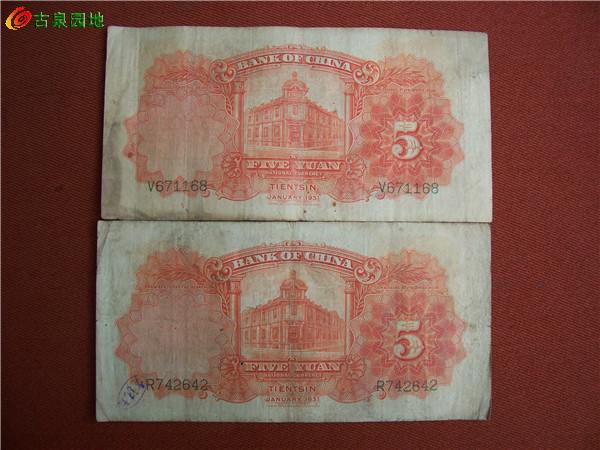 古泉园地
BANK OF CHINA
5
FIVE YUAN
NATIONAL CURRENCY
V671168 V671168
TIENTSIN
JANUARY 1931
BANK OF CHINA
5
FIVE YUAN
NATIONAL CURRENCY
R742642 R742642
TIENTSIN
JANUARY 1931